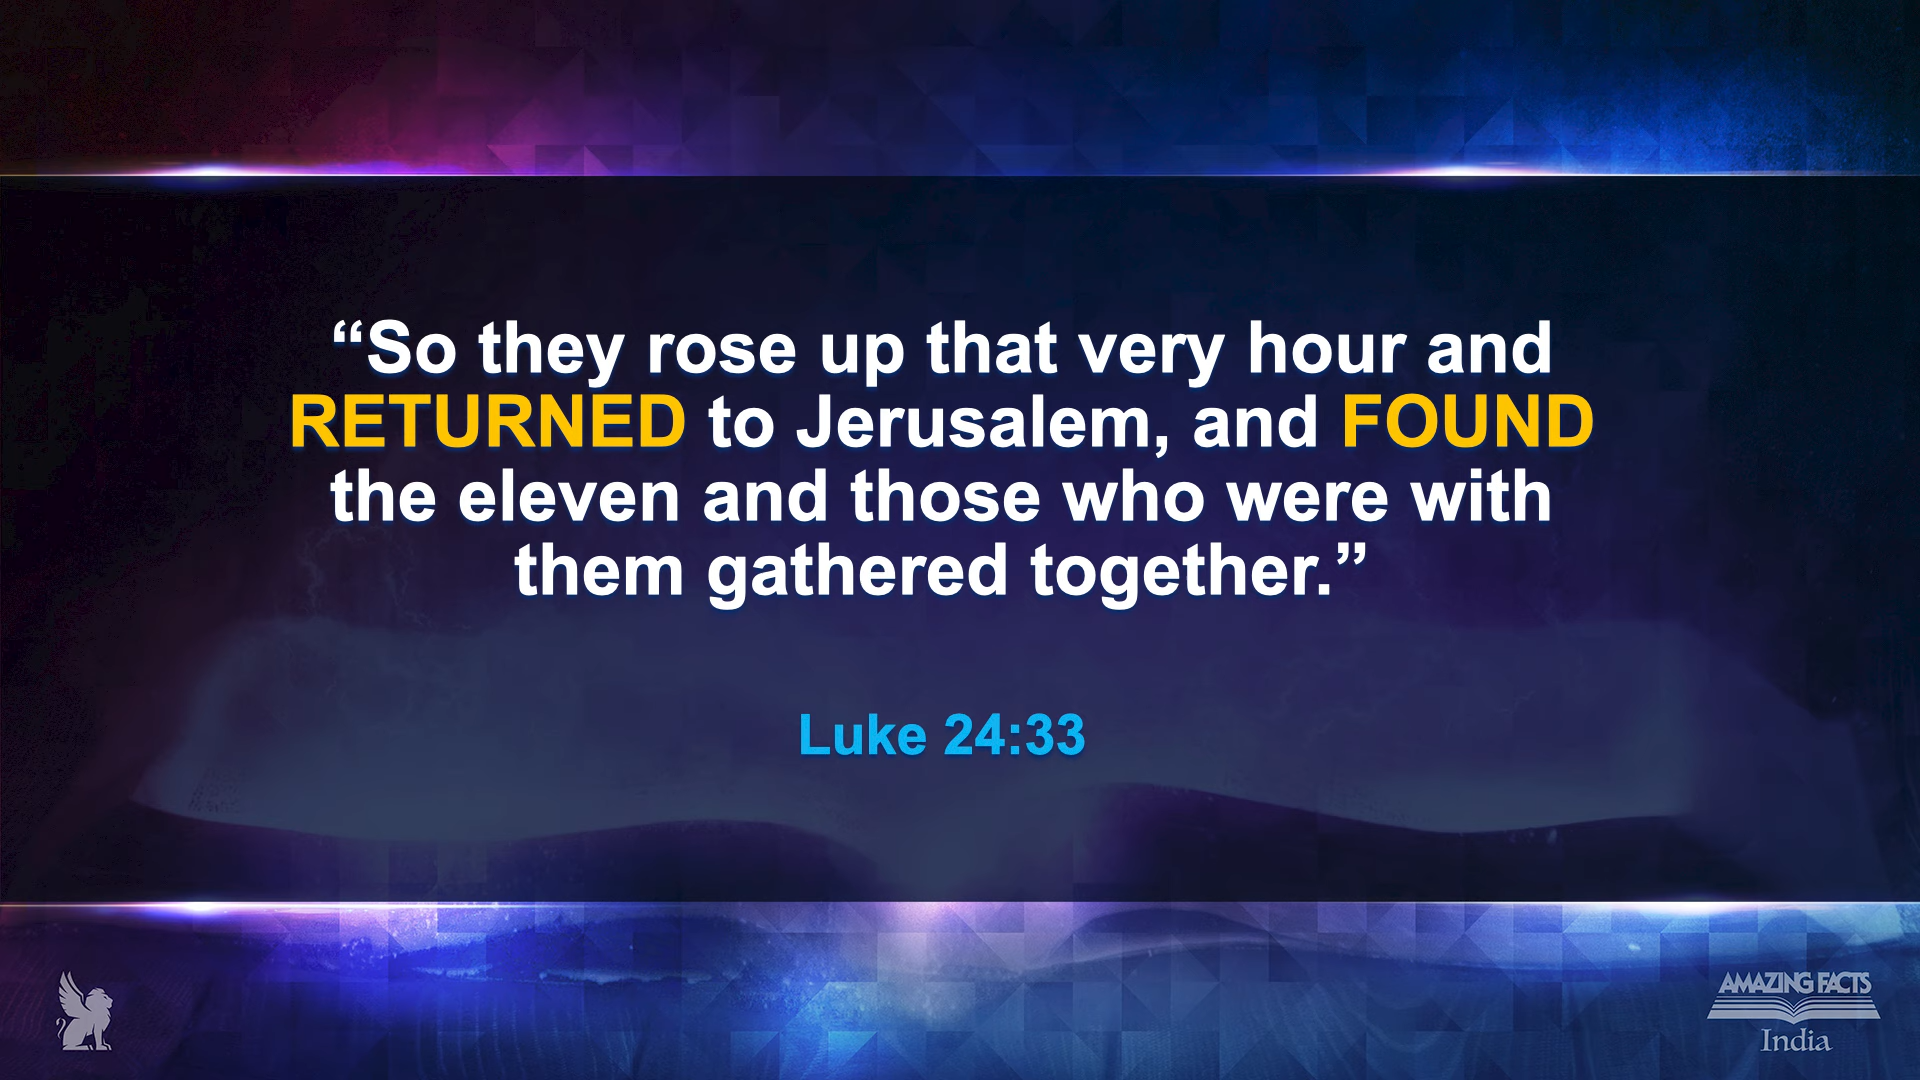 “So they rose up that very hour and
RETURNED to Jerusalem, and FOUND
the eleven and those who were with
them gathered together.”
Luke 24:33
AMAZING FACTS
India